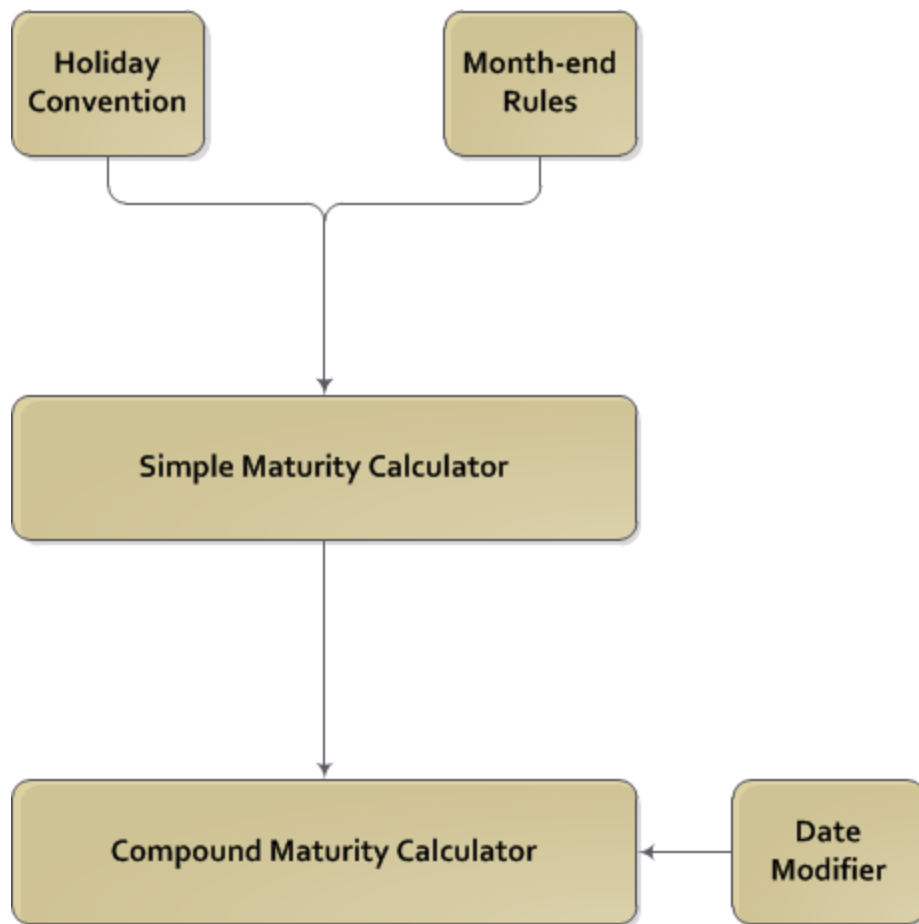 Holiday
Convention
Month-end
Rules
Simple Maturity Calculator
Compound Maturity Calculator
Date
Modifier